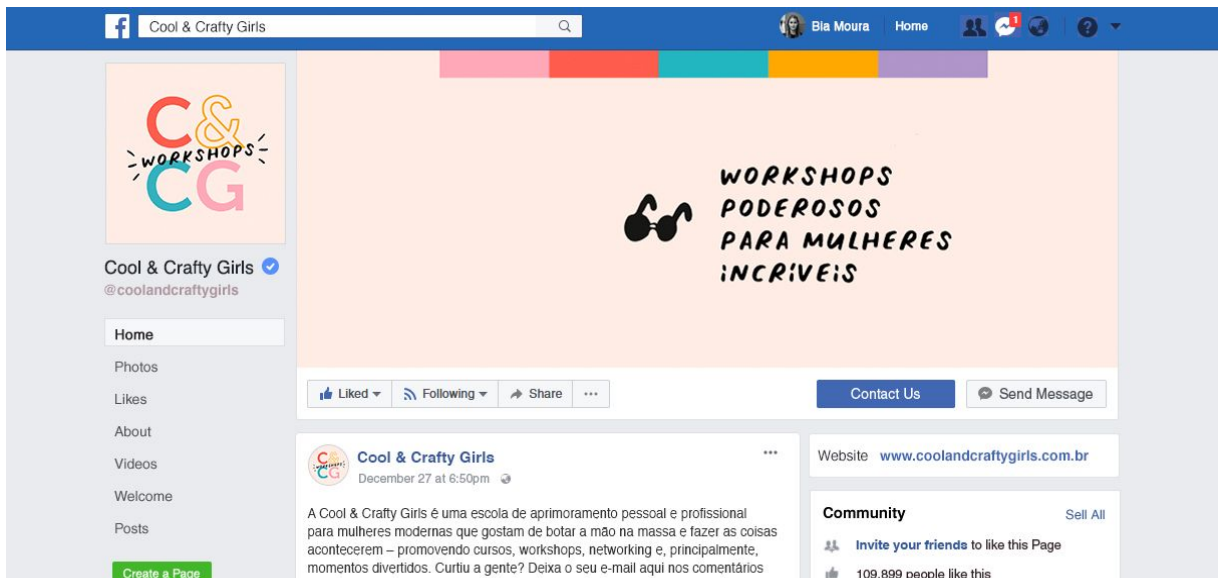 Cool & Crafty Girls
Bia Moura
Home
1
?
C&
WORKSHOPS
CG
WORKSHOPS
PODEROSOS
PARA MULHERES
INCRÍVEIS
Cool & Crafty Girls
@coolandcraftygirls
Home
Photos
Likes
About
Videos
Welcome
Posts
Create a Page
Liked
Following
Share
...
Contact Us
Send Message
C&
WORKSHOPS
CG
Cool & Crafty Girls
...
December 27 at 6:50pm
A Cool & Crafty Girls é uma escola de aprimoramento pessoal e profissional
para mulheres modernas que gostam de botar a mão na massa e fazer as coisas
acontecerem – promovendo cursos, workshops, networking e, principalmente,
momentos divertidos. Curtiu a gente? Deixa o seu e-mail aqui nos comentários
Website www.coolandcraftygirls.com.br
Community
Sell All
Invite your friends to like this Page
109,899 people like this